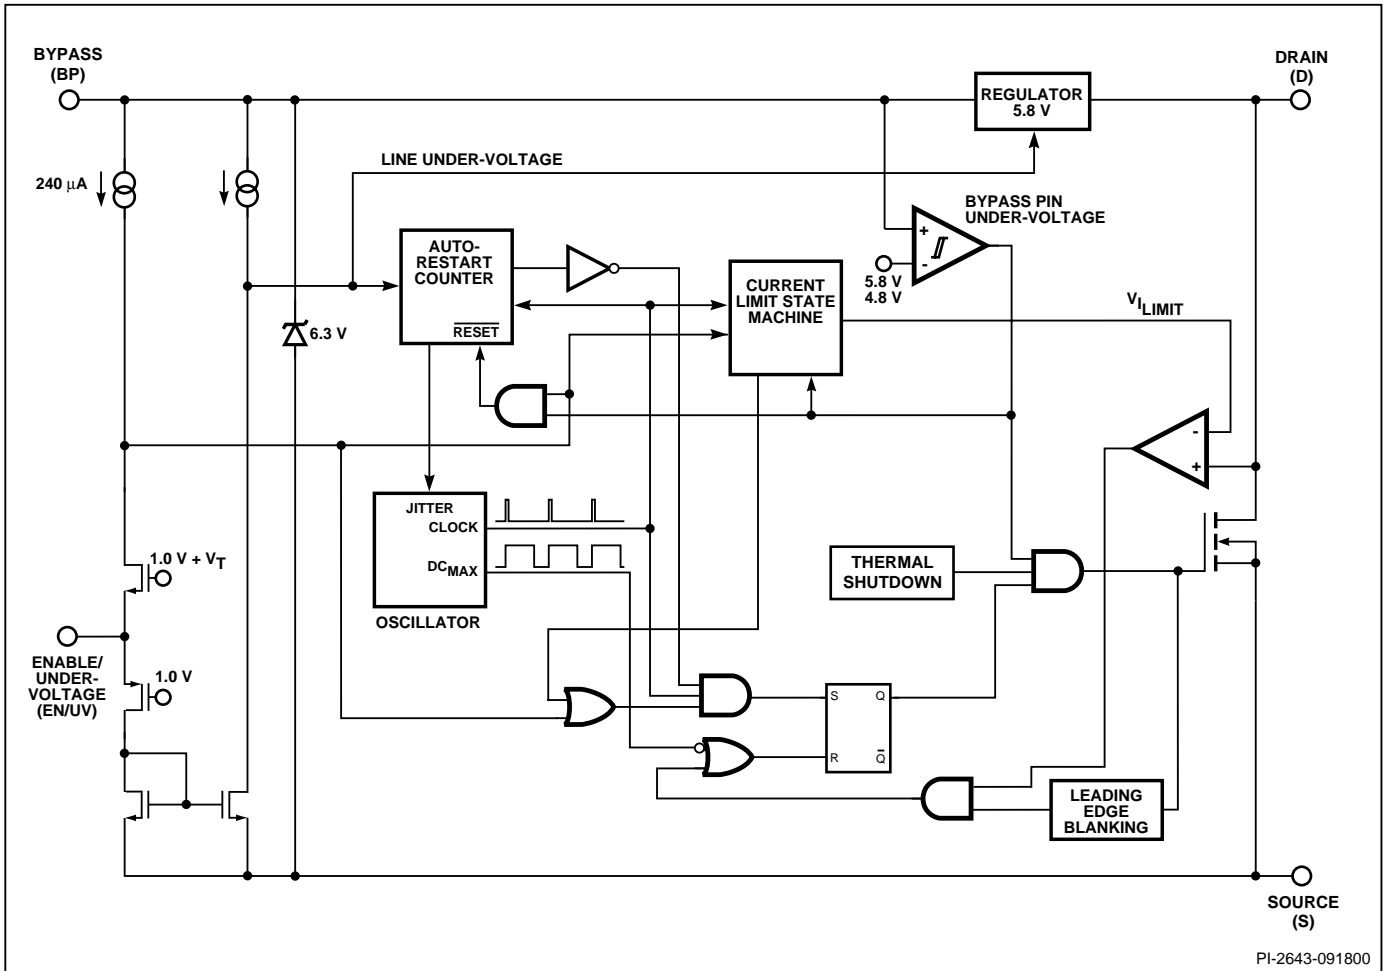 BYPASS
(BP)
DRAIN
(D)
REGULATOR
5.8 V
LINE UNDER-VOLTAGE
240 μA
BYPASS PIN
UNDER-VOLTAGE
+
-
5.8 V
4.8 V
AUTO-
RESTART
COUNTER
RESET
CURRENT
LIMIT STATE
MACHINE
VILIMIT
6.3 V
-
+
JITTER
CLOCK
DCMAX
OSCILLATOR
1.0 V + VT
THERMAL
SHUTDOWN
ENABLE/
UNDER-
VOLTAGE
(EN/UV)
1.0 V
S
Q
R
Q
LEADING
EDGE
BLANKING
SOURCE
(S)
PI-2643-091800